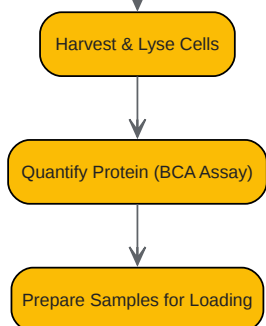 Harvest & Lyse Cells
Quantify Protein (BCA Assay)
Prepare Samples for Loading